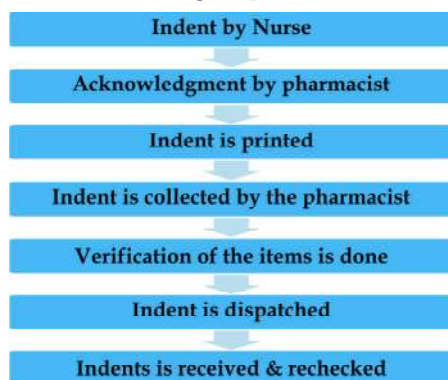 Indent by Nurse
Acknowledgment by pharmacist
Indent is printed
Indent is collected by the pharmacist
Verification of the items is done
Indent is dispatched
Indents is received & rechecked